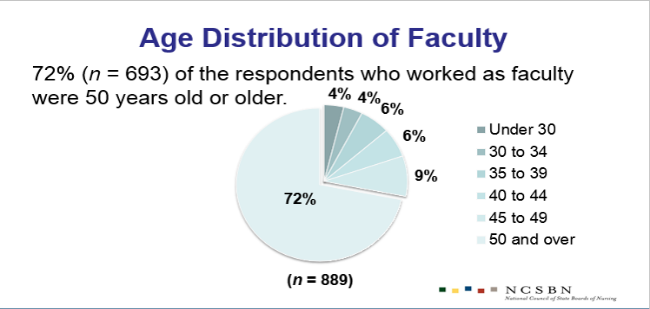 Age Distribution of Faculty
72% (n = 693) of the respondents who worked as faculty
were 50 years old or older.
4% 4% 6%
6%
9%
72%
Under 30
30 to 34
35 to 39
40 to 44
45 to 49
50 and over
(n = 889)
NCSBN
National Council of State Boards of Nursing